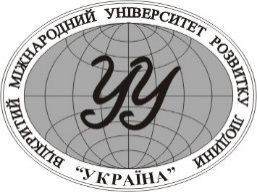 ВІДКРИТИЙ МІЖНАРОДНИЙ УНІВЕРСИТЕТ РОЗВИТКУ ЛЮДИНИ
УУ
"УКРАЇНА"